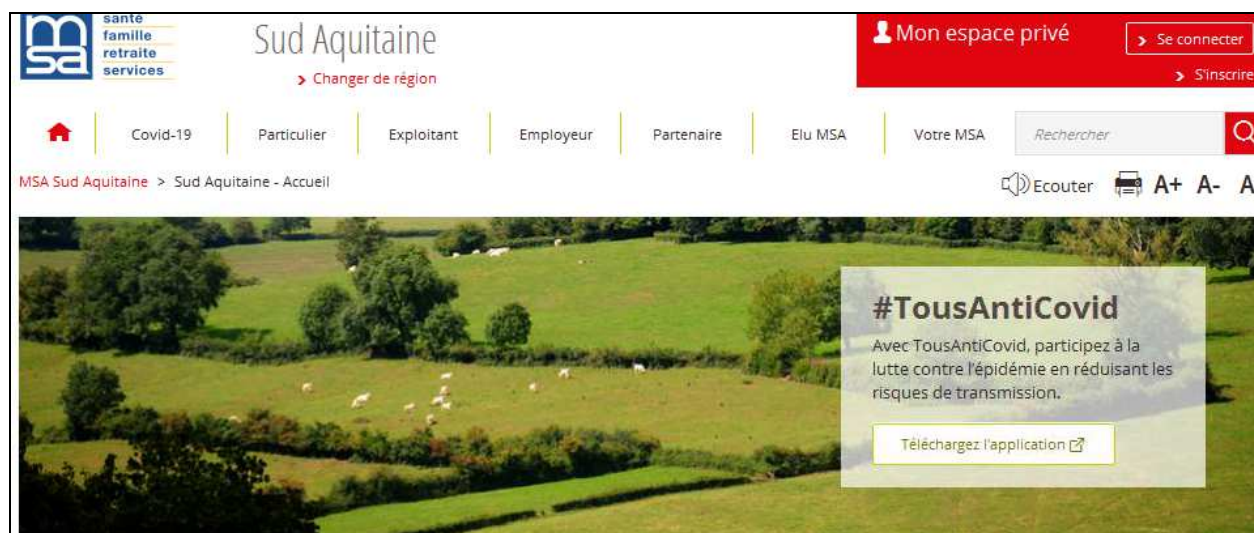 msa
santé
famille
retraite
services
Sud Aquitaine
> Changer de région
Mon espace privé
> Se connecter
> S'inscrire
Covid-19
Particulier
Exploitant
Employeur
Partenaire
Elu MSA
Votre MSA
Rechercher
MSA Sud Aquitaine > Sud Aquitaine - Accueil
Ecouter
A+ A- A
#TousAntiCovid
Avec TousAntiCovid, participez à la
lutte contre l'épidémie en réduisant les
risques de transmission.
Téléchargez l'application